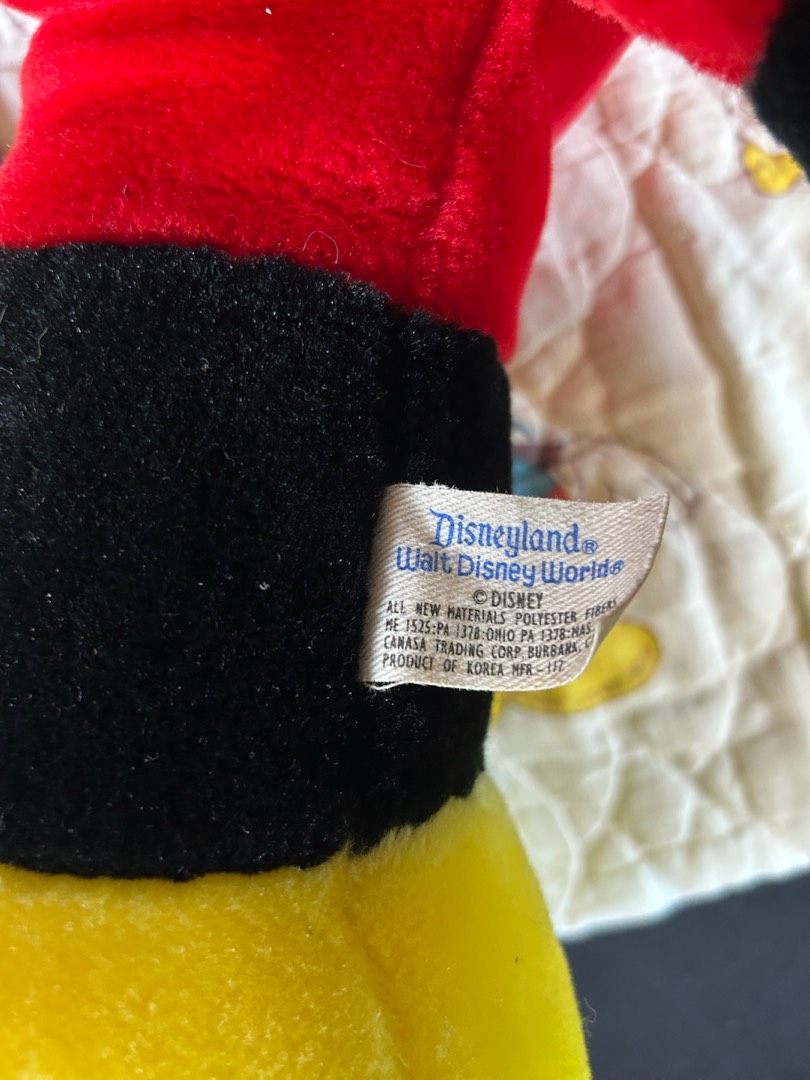 Disneyland®
Walt Disney World®
© DISNEY
ALL NEW MATERIALS POLYESTER FIBERS
ME 1525:PA 1378:OHIO PA 1378:MAS
CANASA TRADING CORP BURBANK, C
PRODUCT OF KOREA MFR-117